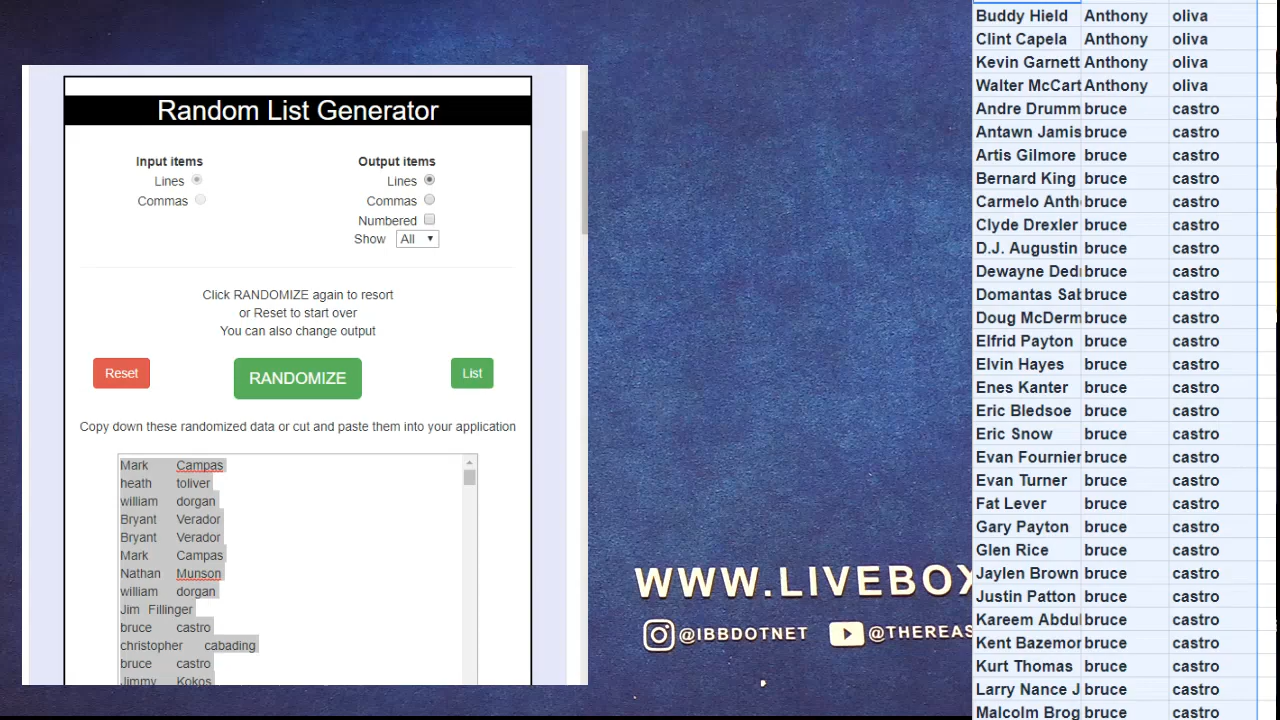 Random List Generator
Input items
Lines
Commas
Output items
Lines
Commas
Numbered
Show All
Click RANDOMIZE again to resort
or Reset to start over
You can also change output
Reset
RANDOMIZE
List
Copy down these randomized data or cut and paste them into your application
Mark Campas
heath toliver
william dorgan
Bryant Verador
Bryant Verador
Mark Campas
Nathan Munson
william dorgan
Jim Fillinger
bruce castro
christopher cabading
bruce castro
Jimmy Kokos
WWW.LIVEBOX
@IBBDOTNET
@THEREAS
Buddy Hield Anthony oliva
Clint Capela Anthony oliva
Kevin Garnett Anthony oliva
Walter McCart Anthony oliva
Andre Drumm bruce castro
Antawn Jamis bruce castro
Artis Gilmore bruce castro
Bernard King bruce castro
Carmelo Anth bruce castro
Clyde Drexler bruce castro
D.J. Augustin bruce castro
Dewayne Ded bruce castro
Domantas Sab bruce castro
Doug McDerm bruce castro
Elfrid Payton bruce castro
Elvin Hayes bruce castro
Enes Kanter bruce castro
Eric Bledsoe bruce castro
Eric Snow bruce castro
Evan Fournier bruce castro
Evan Turner bruce castro
Fat Lever bruce castro
Gary Payton bruce castro
Glen Rice bruce castro
Jaylen Brown bruce castro
Justin Patton bruce castro
Kareem Abdul bruce castro
Kent Bazemor bruce castro
Kurt Thomas bruce castro
Larry Nance J bruce castro
Malcolm Brog bruce castro